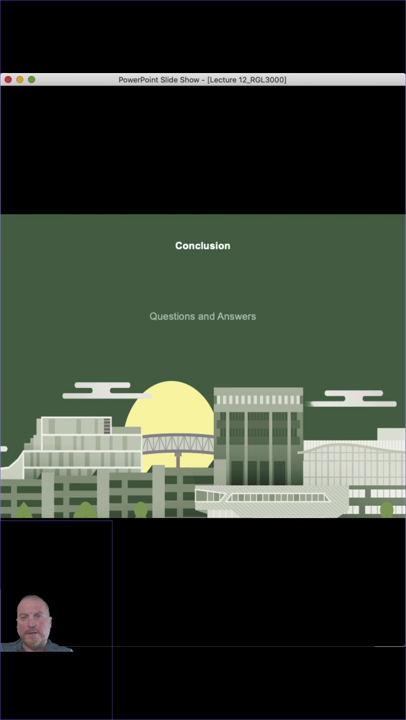 PowerPoint Slide Show - [Lecture 12_RGL3000]
Conclusion
Questions and Answers